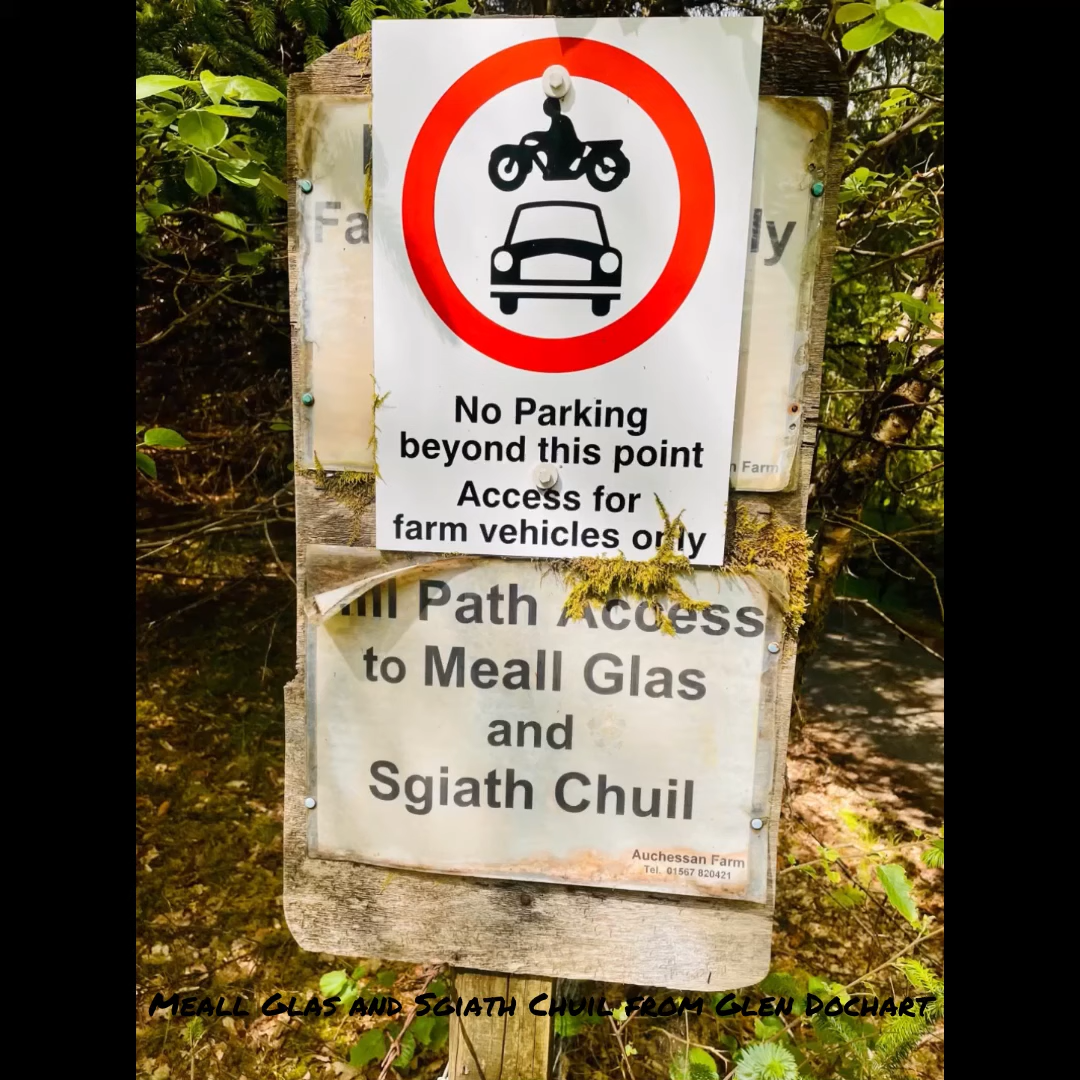 Fa
ly
No Parking
beyond this point
Access for
farm vehicles only
n Farm
ill Path Access
to Meall Glas
and
Sgiath Chuil
Auchessan Farm
Tel. 01567 820421
Meall Glas and Sgiath Chuil from Glen Dochart